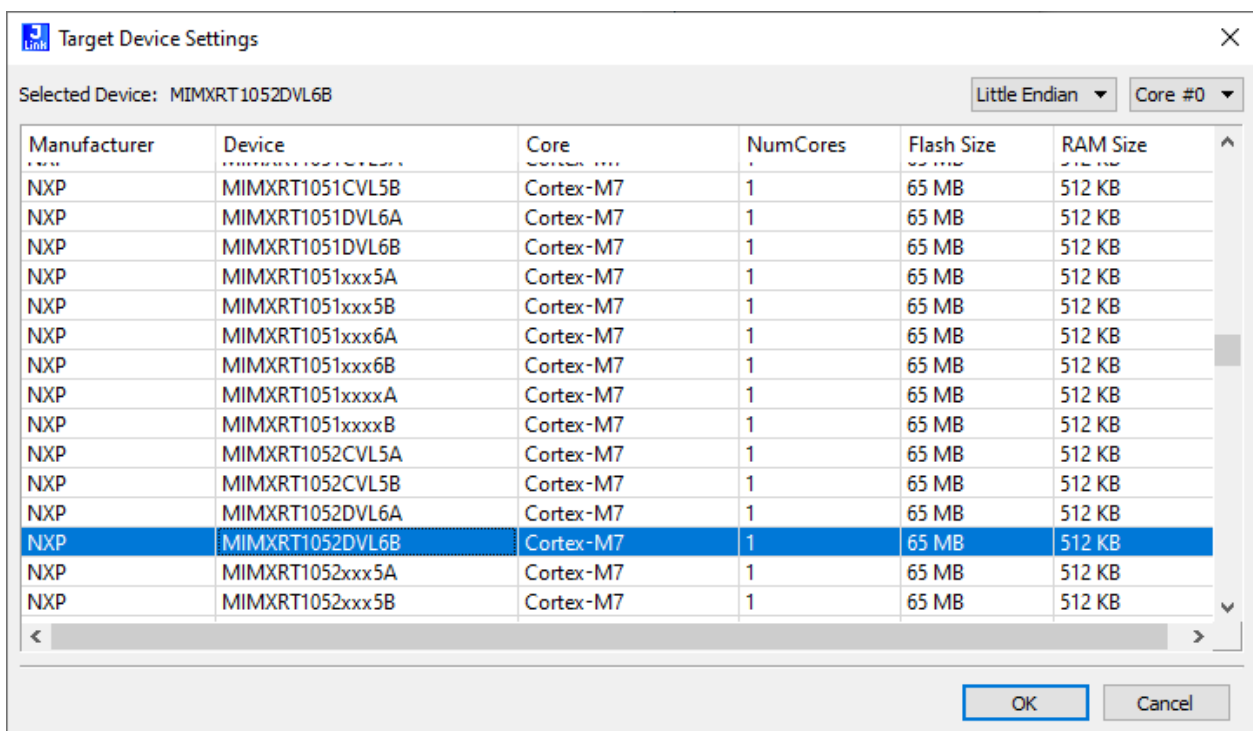 J Link Target Device Settings
Selected Device: MIMXRT1052DVL6B Little Endian Core #0
Manufacturer Device Core NumCores Flash Size RAM Size
NXP MIMXRT1051CVL5B Cortex-M7 1 65 MB 512 KB
NXP MIMXRT1051DVL6A Cortex-M7 1 65 MB 512 KB
NXP MIMXRT1051DVL6B Cortex-M7 1 65 MB 512 KB
NXP MIMXRT1051xxx5A Cortex-M7 1 65 MB 512 KB
NXP MIMXRT1051xxx5B Cortex-M7 1 65 MB 512 KB
NXP MIMXRT1051xxx6A Cortex-M7 1 65 MB 512 KB
NXP MIMXRT1051xxx6B Cortex-M7 1 65 MB 512 KB
NXP MIMXRT1051xxxxA Cortex-M7 1 65 MB 512 KB
NXP MIMXRT1051xxxxB Cortex-M7 1 65 MB 512 KB
NXP MIMXRT1052CVL5A Cortex-M7 1 65 MB 512 KB
NXP MIMXRT1052CVL5B Cortex-M7 1 65 MB 512 KB
NXP MIMXRT1052DVL6A Cortex-M7 1 65 MB 512 KB
NXP MIMXRT1052DVL6B Cortex-M7 1 65 MB 512 KB
NXP MIMXRT1052xxx5A Cortex-M7 1 65 MB 512 KB
NXP MIMXRT1052xxx5B Cortex-M7 1 65 MB 512 KB
OK Cancel